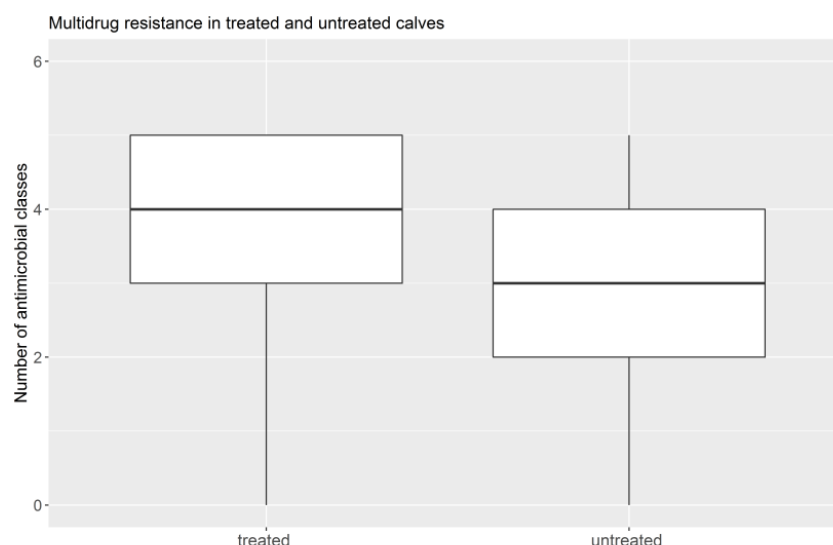 Multidrug resistance in treated and untreated calves
Number of antimicrobial classes
6
4
2
0
treated
untreated